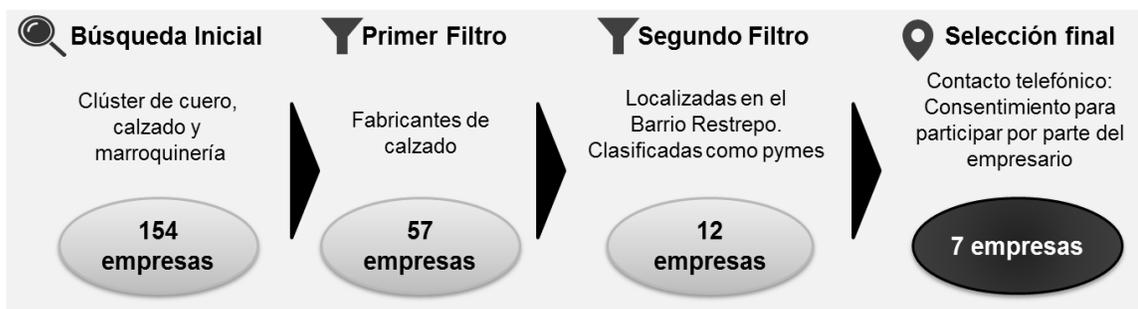 Búsqueda Inicial
Clúster de cuero,
calzado y
marroquinería
154
empresas
Primer Filtro
Fabricantes de
calzado
57
empresas
Segundo Filtro
Localizadas en el
Barrio Restrepo.
Clasificadas como pymes
12
empresas
Selección final
Contacto telefónico:
Consentimiento para
participar por parte del
empresario
7 empresas